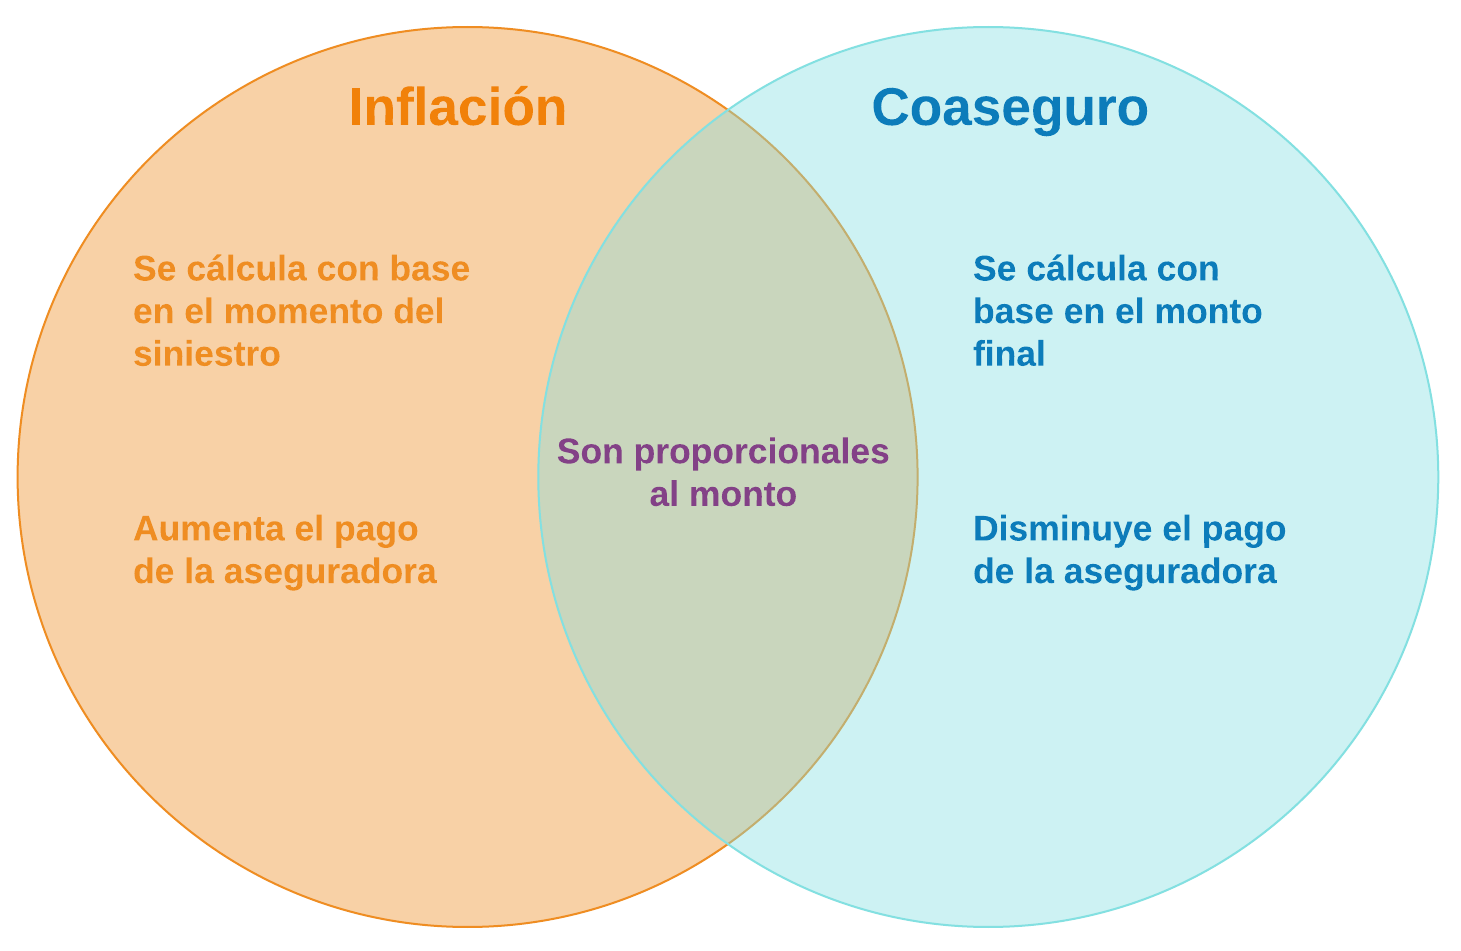 Inflación
Coaseguro
Se cálcula con base
en el momento del
siniestro
Se cálcula con
base en el monto
final
Son proporcionales
al monto
Aumenta el pago
de la aseguradora
Disminuye el pago
de la aseguradora